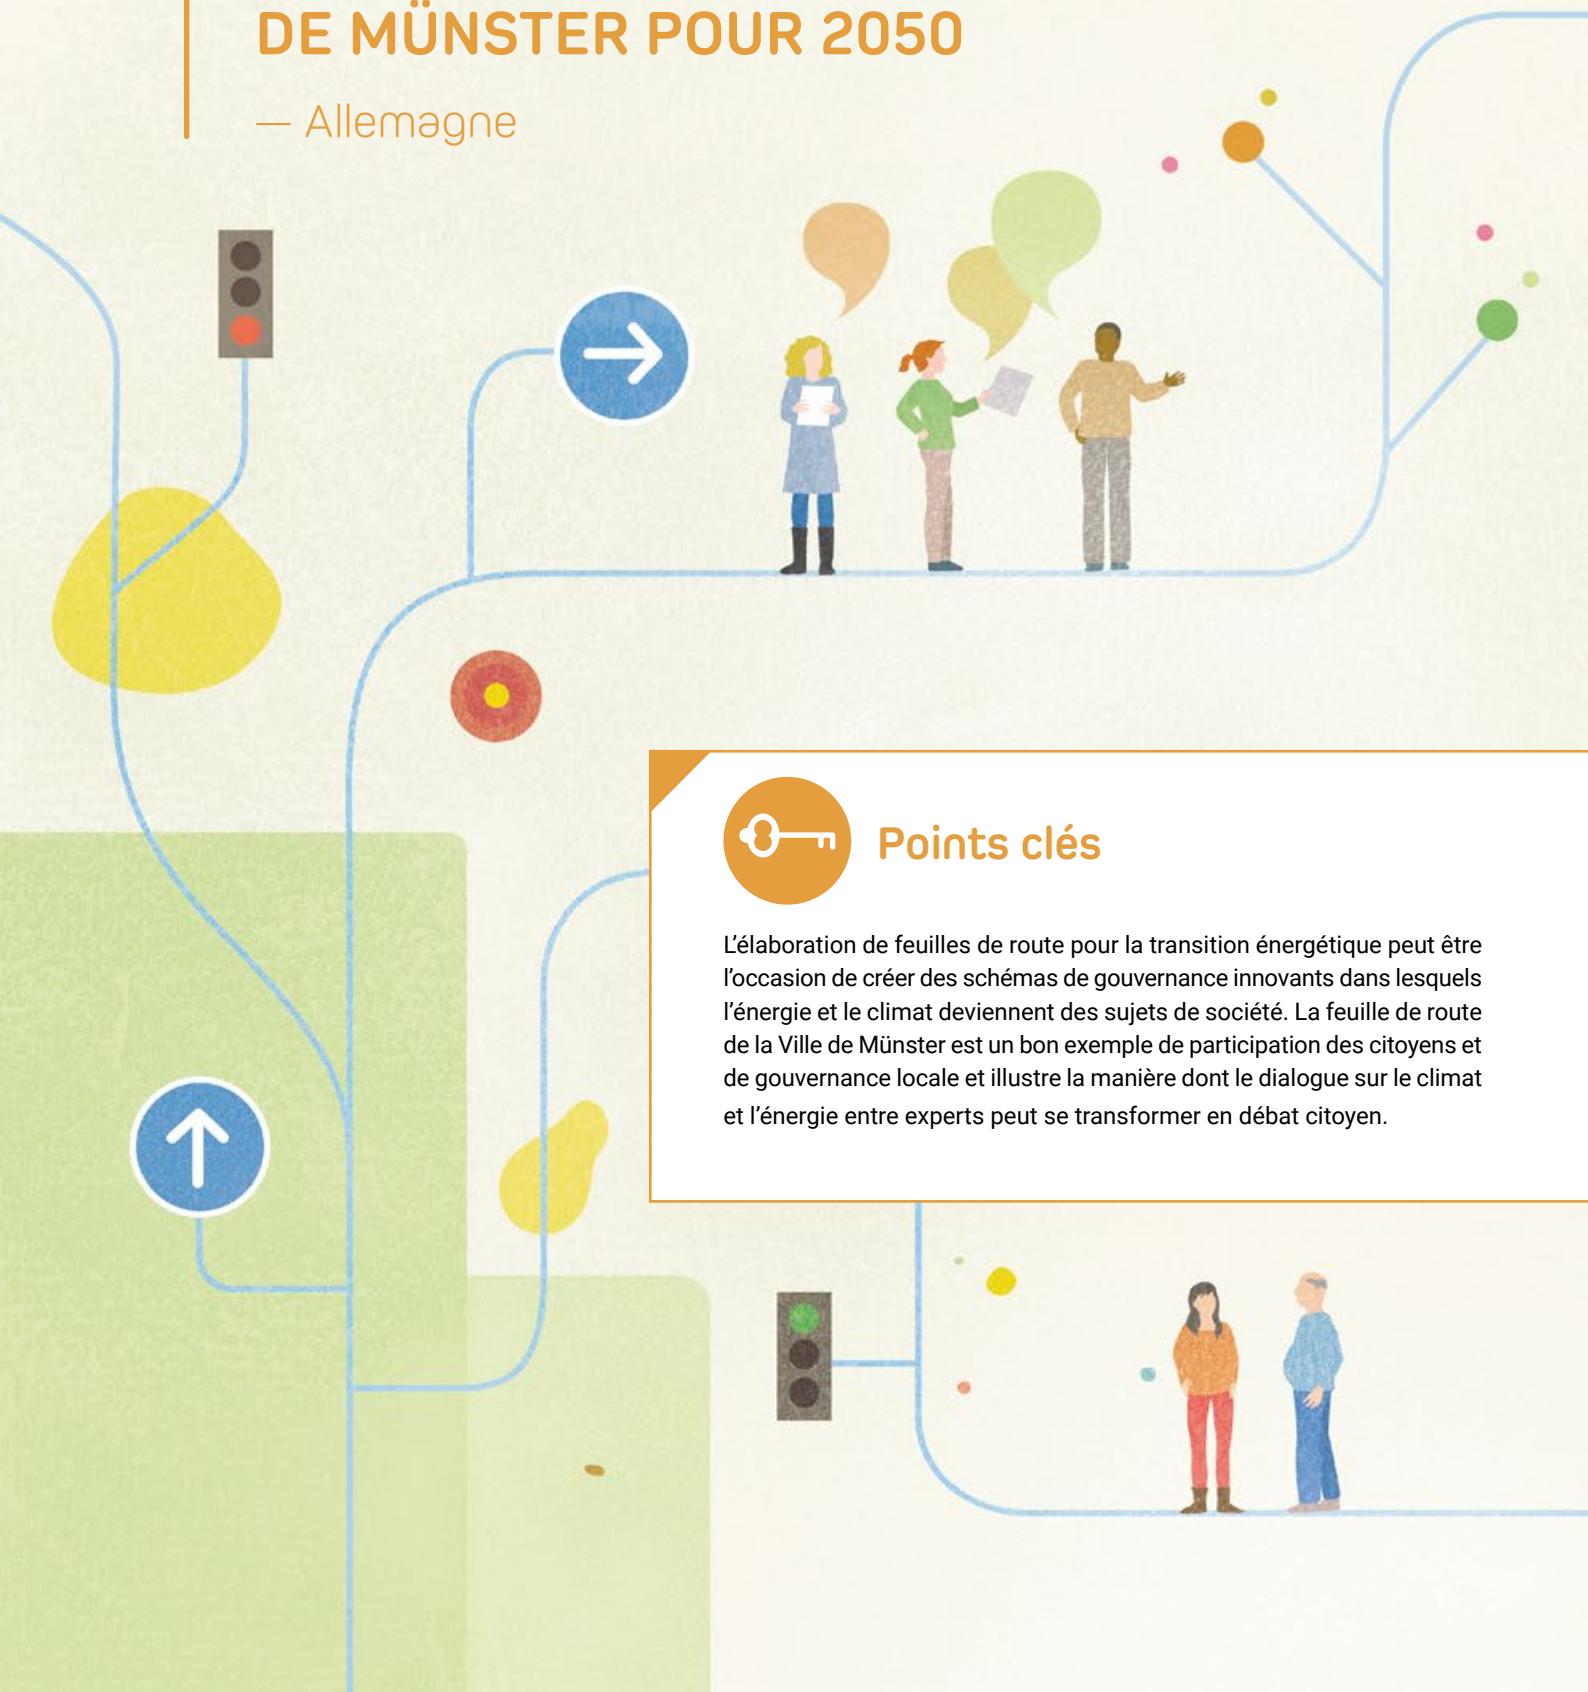 DE MÜNSTER POUR 2050
— Allemagne
Points clés
L’élaboration de feuilles de route pour la transition énergétique peut être
l’occasion de créer des schémas de gouvernance innovants dans lesquels
l’énergie et le climat deviennent des sujets de société. La feuille de route
de la Ville de Münster est un bon exemple de participation des citoyens et
de gouvernance locale et illustre la manière dont le dialogue sur le climat
et l’énergie entre experts peut se transformer en débat citoyen.